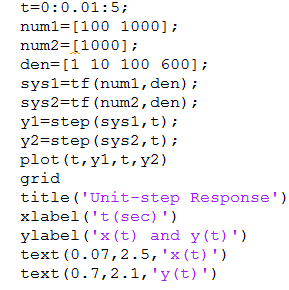 t=0:0.01:5;
num1=[100 1000];
num2=[1000];
den=[1 10 100 600];
sys1=tf(num1,den);
sys2=tf(num2,den);
y1=step(sys1,t);
y2=step(sys2,t);
plot(t,y1,t,y2)
grid
title('Unit-step Response')
xlabel('t(sec)')
ylabel('x(t) and y(t)')
text(0.07,2.5,'x(t)')
text(0.7,2.1,'y(t)')